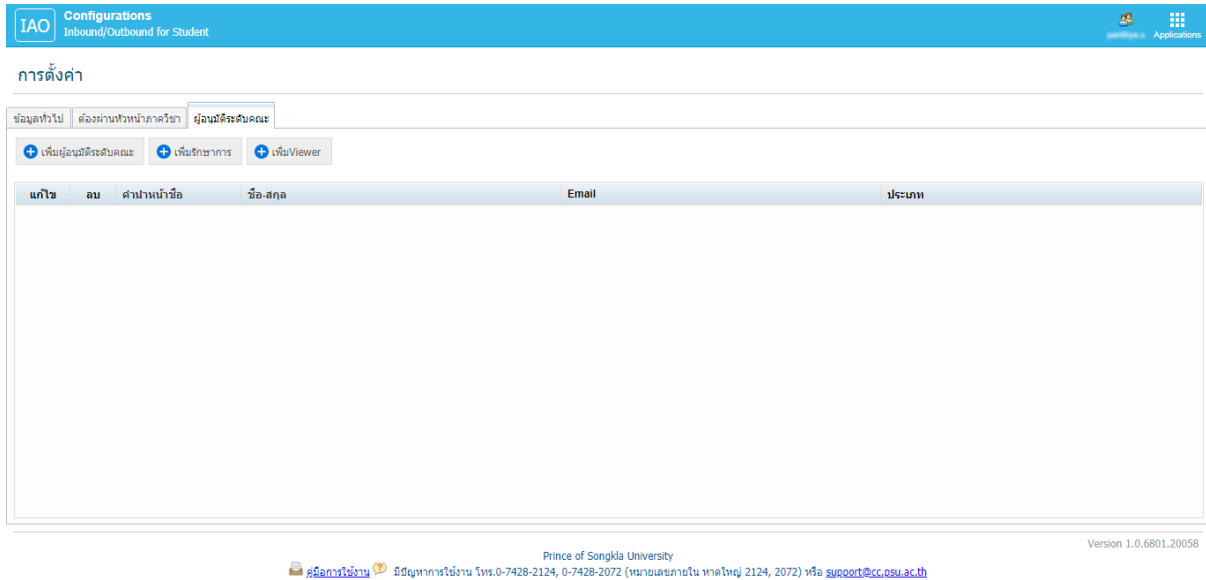 IAO
Configurations
Inbound/Outbound for Student
Applications
การตั้งค่า
ข้อมูลทั่วไป ต้องผ่านหัวหน้าภาควิชา ผู้อนุมัติระดับคณะ
เพิ่มผู้อนุมัติระดับคณะ เพิ่มรักษาการ เพิ่มViewer
แก้ไข ลบ คำนำหน้าชื่อ ชื่อ-สกุล Email ประเภท
Version 1.0.6801.20058
Prince of Songkla University
คู่มือการใช้งาน มีปัญหาการใช้งาน โทร.0-7428-2124, 0-7428-2072 (หมายเลขภายใน หาดใหญ่ 2124, 2072) หรือ support@cc.psu.ac.th